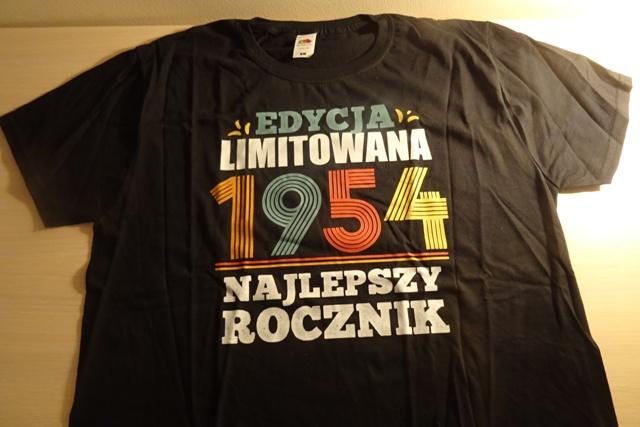 EDYCJA
LIMITOWANA
1954
NAJLEPSZY
ROCZNIK